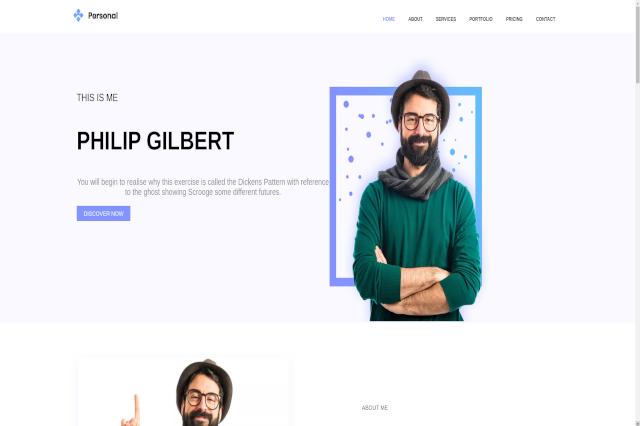 Personal
HOME ABOUT SERVICES PORTFOLIO PRICING CONTACT
THIS IS ME
PHILIP GILBERT
You will begin to realise why this exercise is called the Dickens Pattern with reference
to the ghost showing Scrooge some different futures.
DISCOVER NOW
ABOUT ME